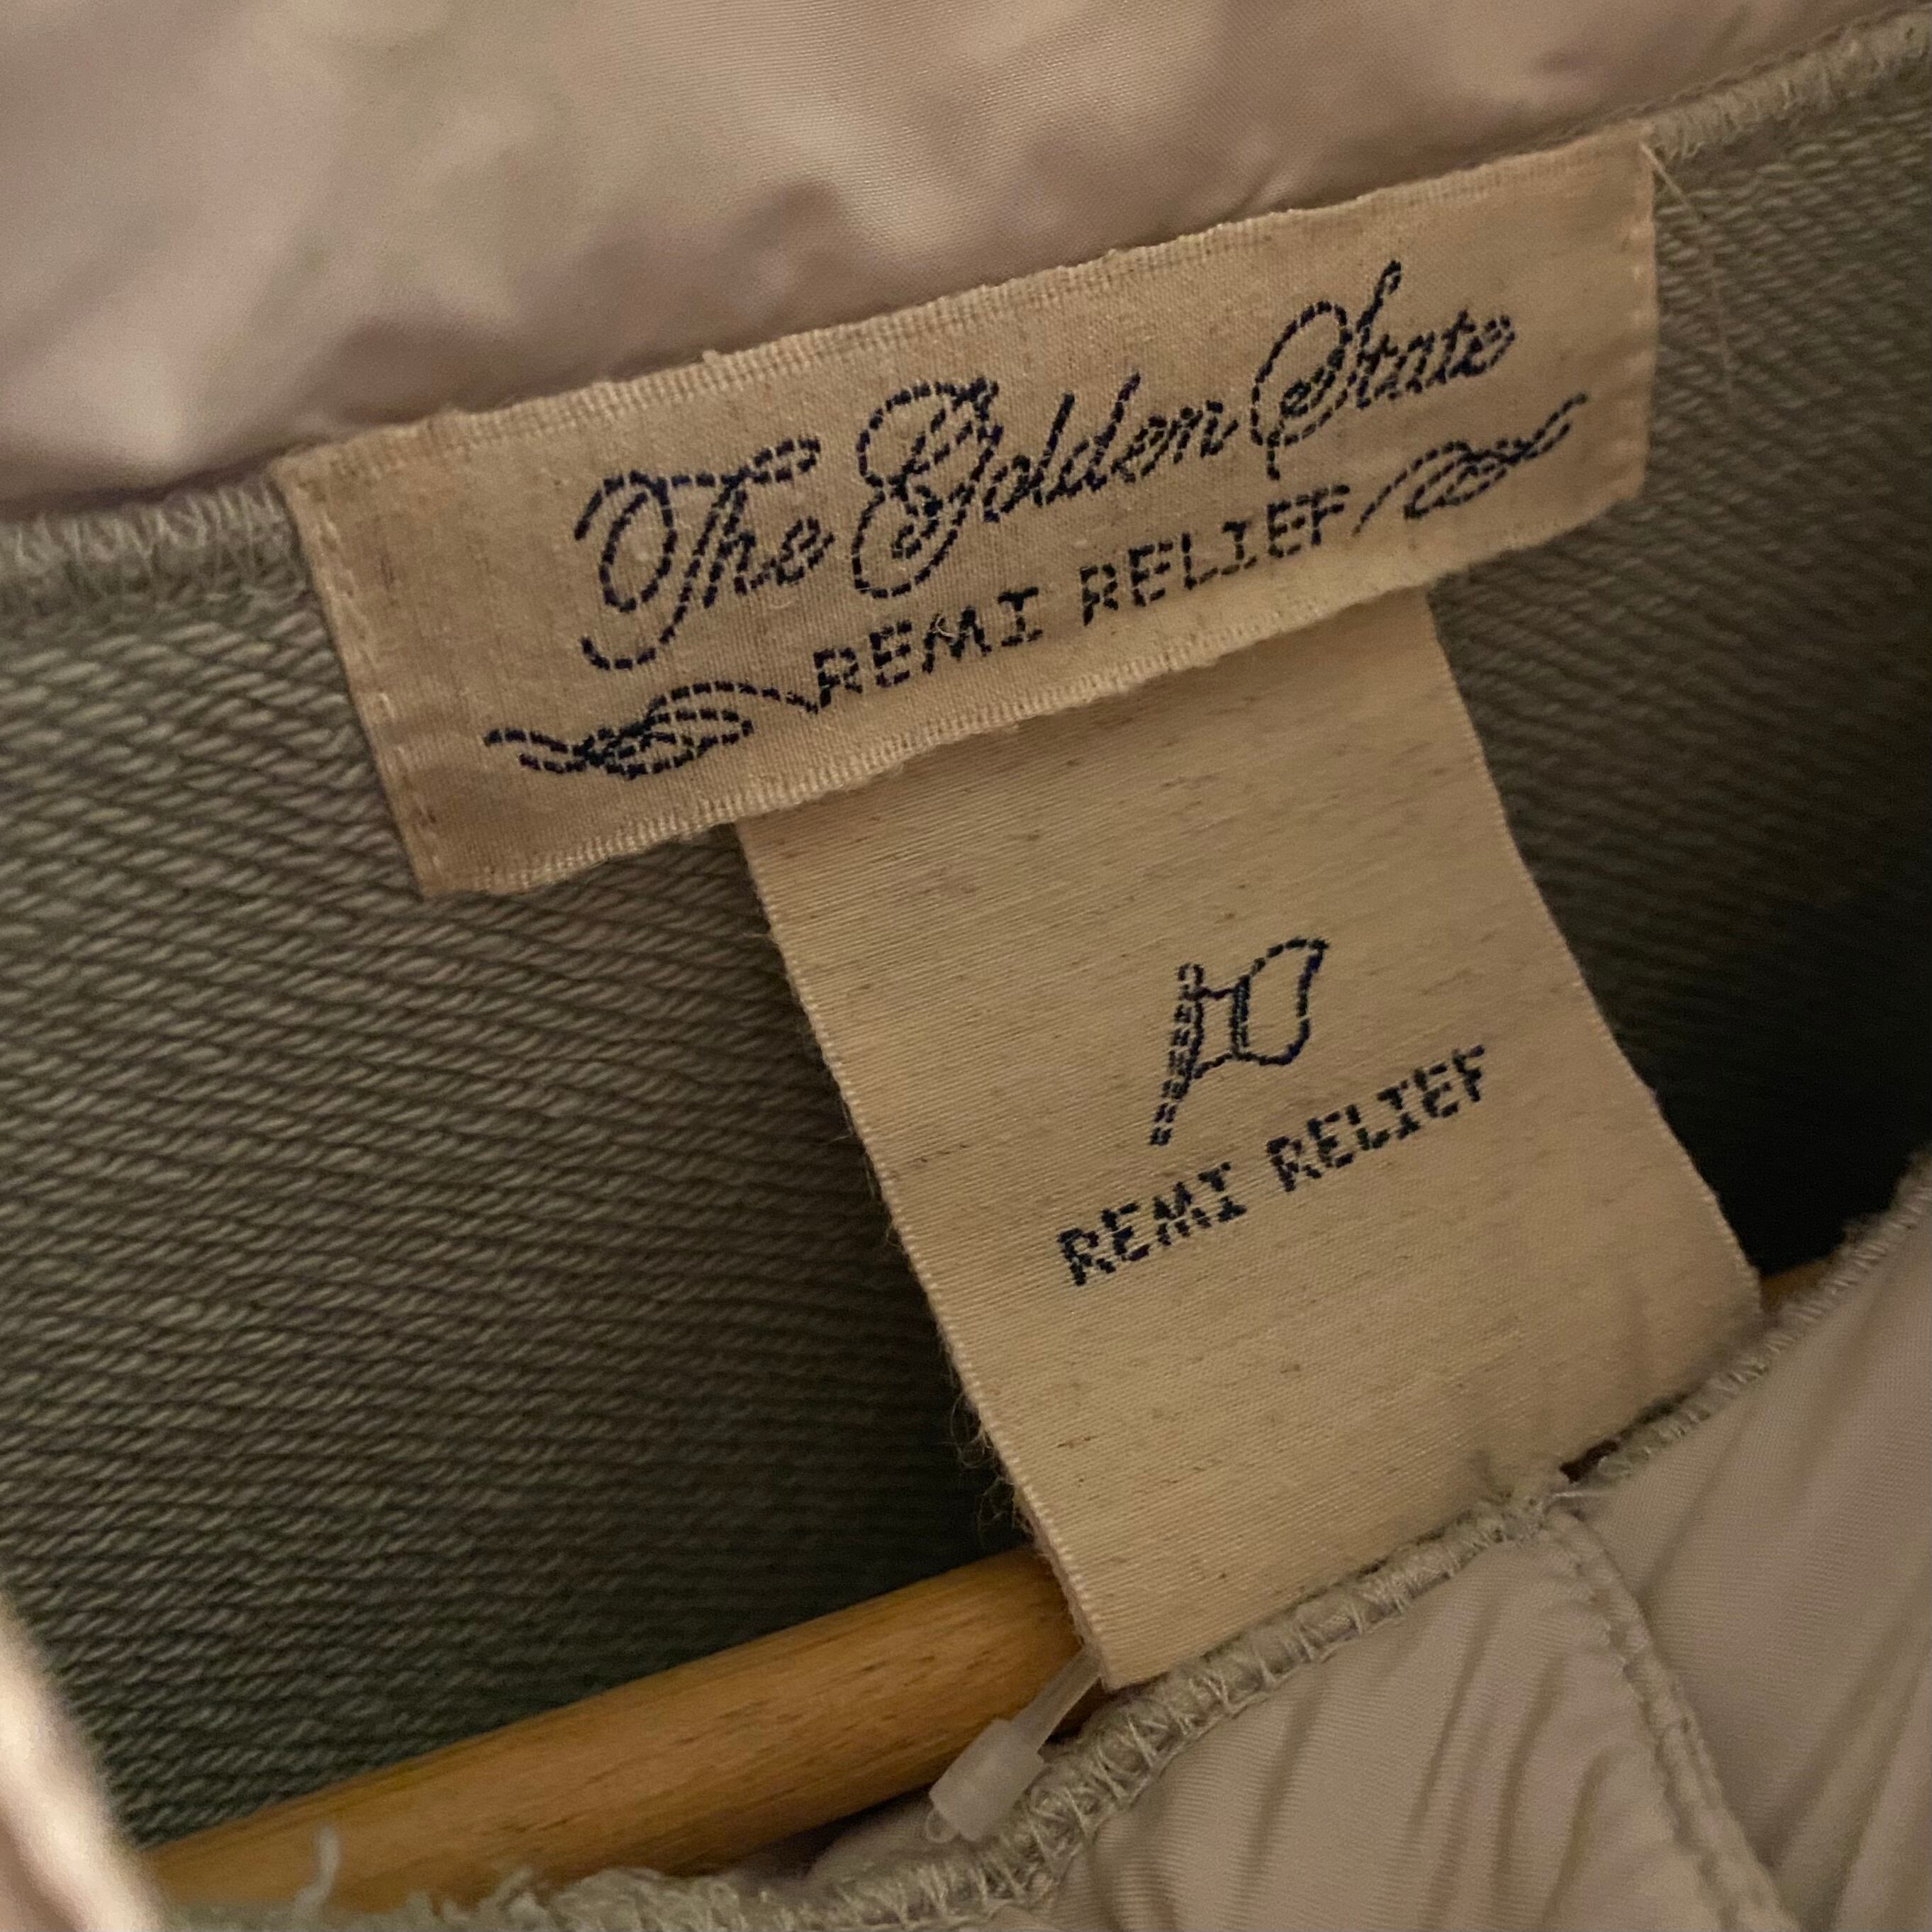 The Golden State
REMI RELIEF
REMI RELIEF